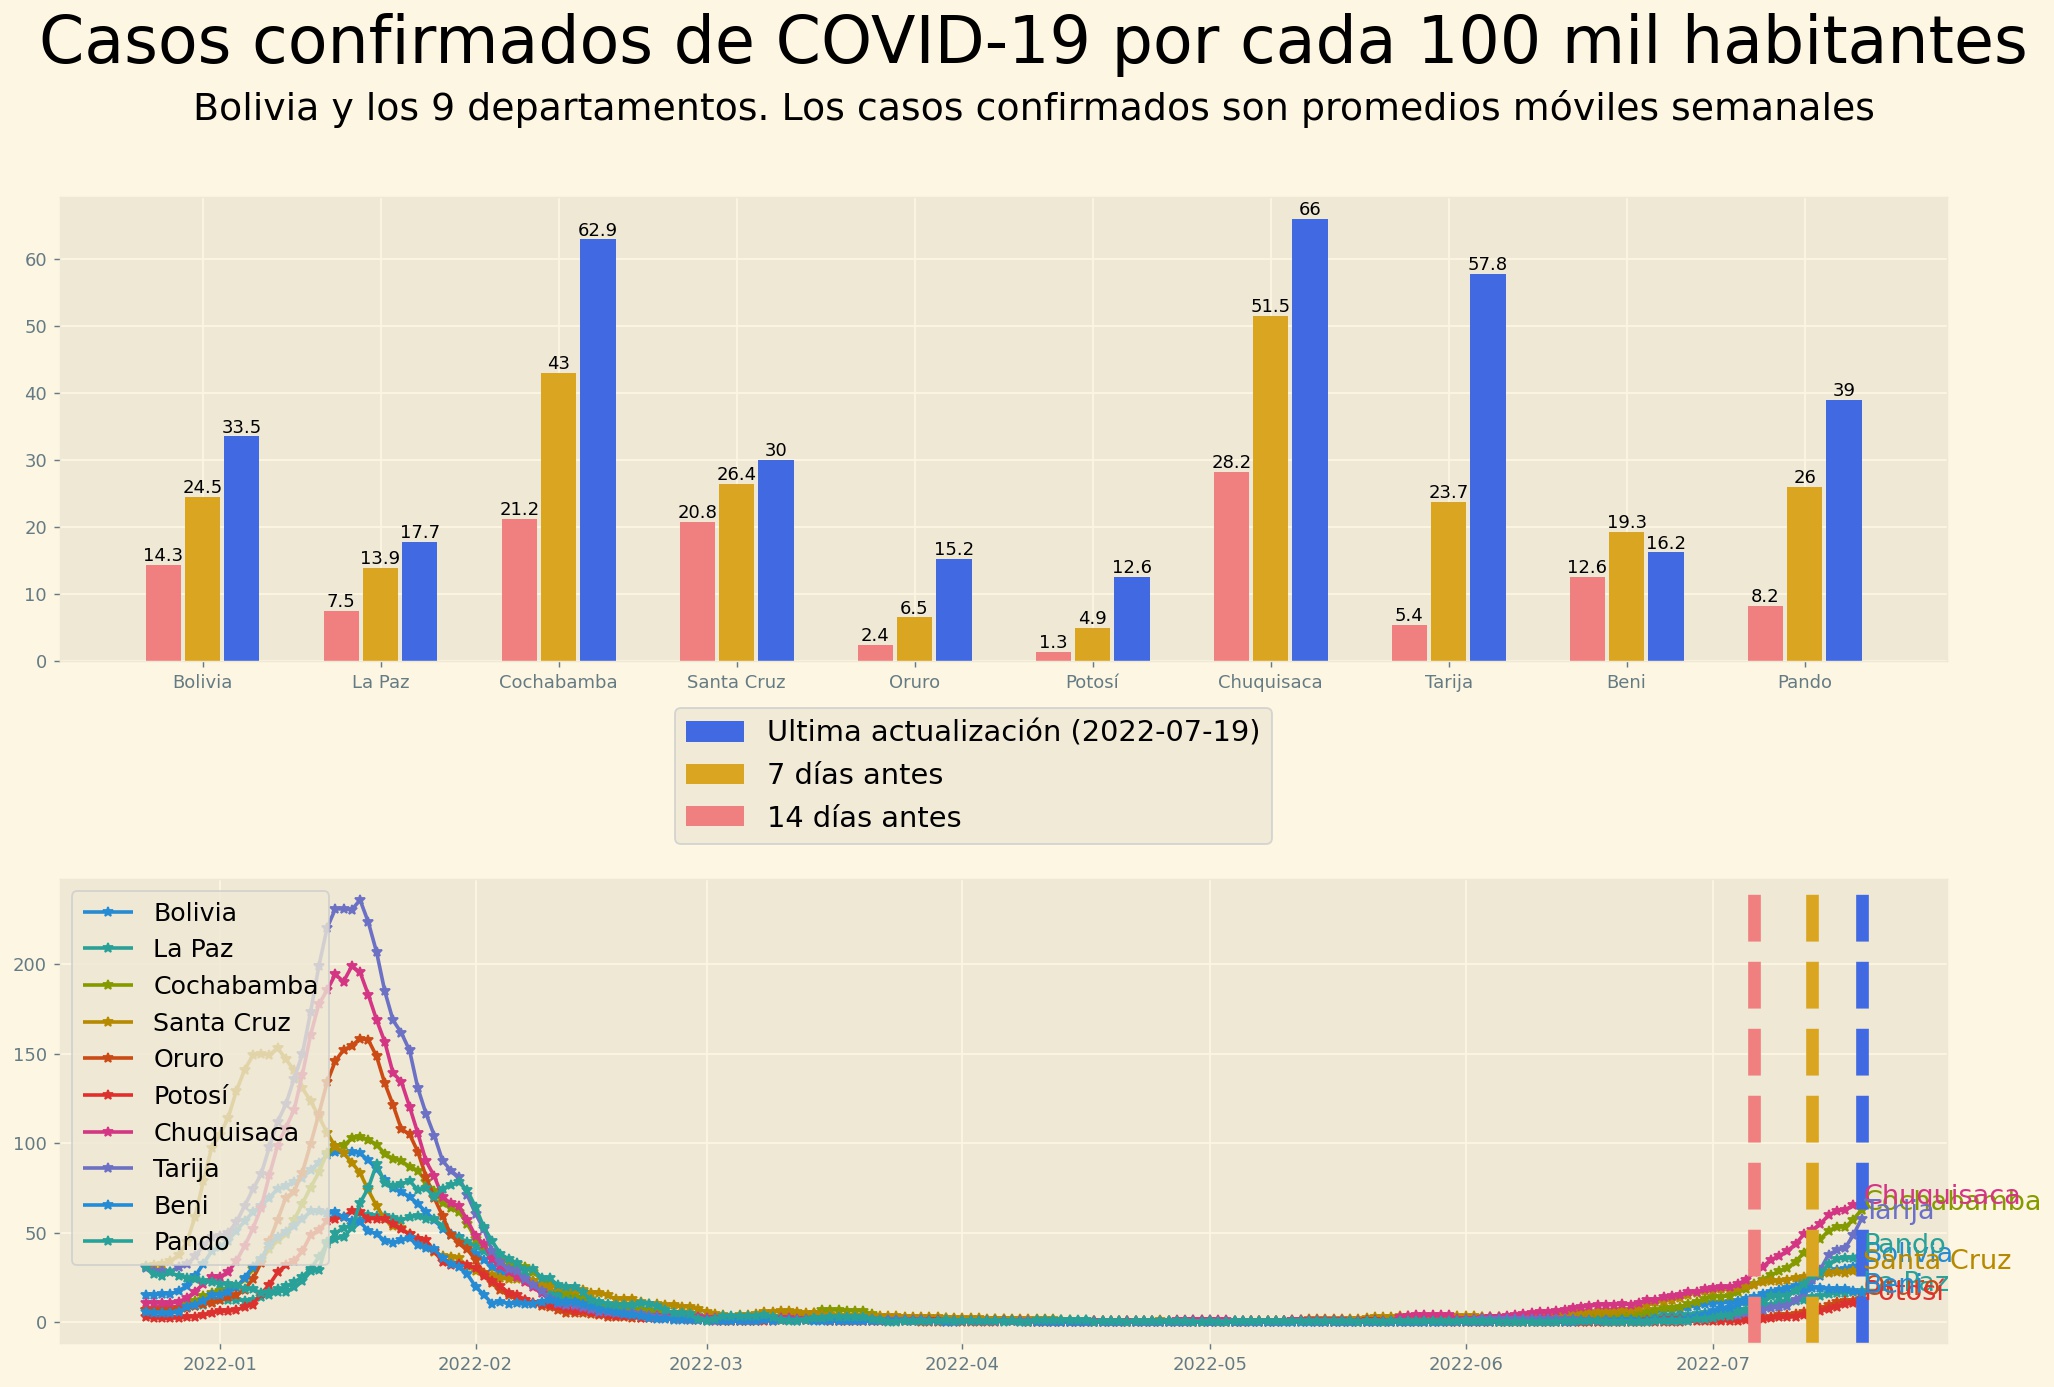 Casos confirmados de COVID-19 por cada 100 mil habitantes
Bolivia y los 9 departamentos. Los casos confirmados son promedios móviles semanales
60
50
40
30
20
10
0
14.3 24.5 33.5
7.5 13.9 17.7
21.2 43 62.9
20.8 26.4 30
2.4 6.5 15.2
1.3 4.9 12.6
28.2 51.5 66
5.4 23.7 57.8
12.6 19.3 16.2
8.2 26 39
Bolivia La Paz Cochabamba Santa Cruz Oruro Potosí Chuquisaca Tarija Beni Pando
Ultima actualización (2022-07-19)
7 días antes
14 días antes
200
150
100
50
0
Bolivia
La Paz
Cochabamba
Santa Cruz
Oruro
Potosí
Chuquisaca
Tarija
Beni
Pando
Chuquisaca
Cochabamba
Tarija
Pando
Bolivia
Santa Cruz
La Paz
Beni
Potosí
2022-01 2022-02 2022-03 2022-04 2022-05 2022-06 2022-07